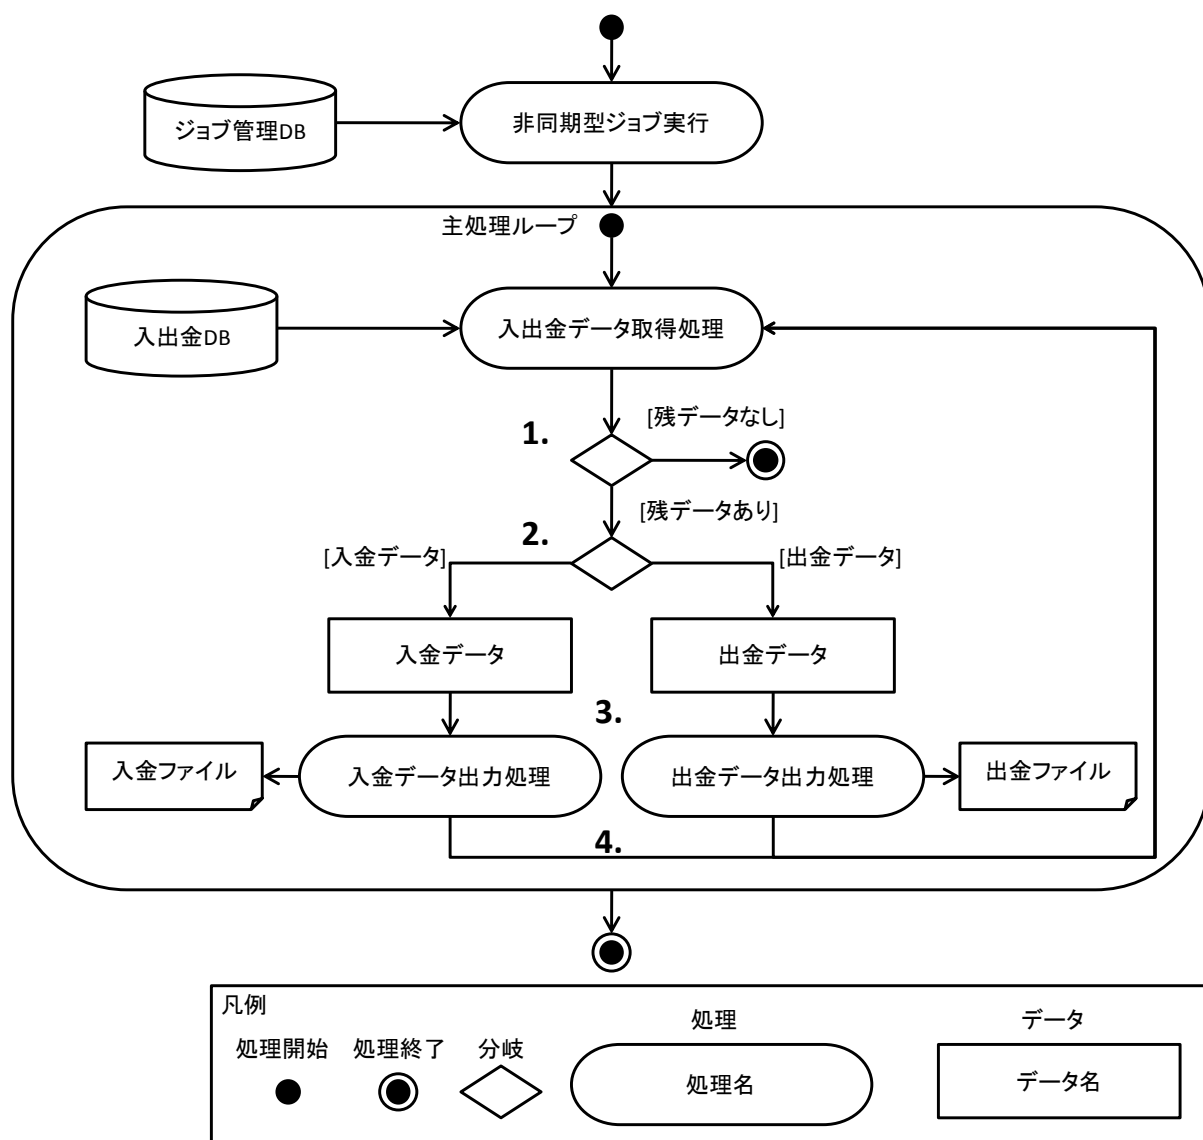 非同期型ジョブ実行
ジョブ管理DB
主処理ループ
入出金データ取得処理
入出金DB
[残データなし]
1.
[残データあり]
2.
[入金データ]
[出金データ]
入金データ
出金データ
3.
入金ファイル
入金データ出力処理
出金データ出力処理
出金ファイル
4.
凡例
処理
データ
処理開始
処理終了
分岐
処理名
データ名